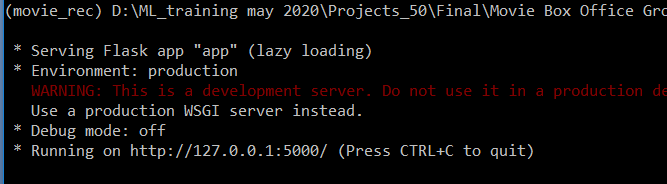 (movie_rec) D:\ML_training may 2020\Projects_50\Final\Movie Box Office Gro
* Serving Flask app "app" (lazy loading)
* Environment: production
WARNING: This is a development server. Do not use it in a production de
Use a production WSGI server instead.
* Debug mode: off
* Running on http://127.0.0.1:5000/ (Press CTRL+C to quit)